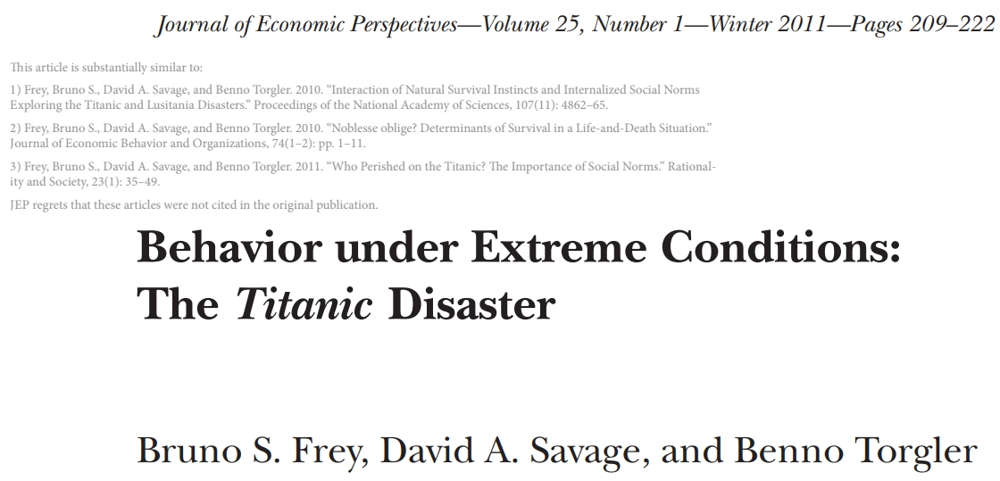 Journal of Economic Perspectives—Volume 25, Number 1—Winter 2011—Pages 209–222
This article is substantially similar to:
1) Frey, Bruno S., David A. Savage, and Benno Torgler. 2010. “Interaction of Natural Survival Instincts and Internalized Social Norms
Exploring the Titanic and Lusitania Disasters.” Proceedings of the National Academy of Sciences, 107(11): 4862–65.
2) Frey, Bruno S., David A. Savage, and Benno Torgler. 2010. “Noblesse oblige? Determinants of Survival in a Life-and-Death Situation.”
Journal of Economic Behavior and Organizations, 74(1–2): pp. 1–11.
3) Frey, Bruno S., David A. Savage, and Benno Torgler. 2011. “Who Perished on the Titanic? The Importance of Social Norms.” Rational-
ity and Society, 23(1): 35–49.
JEP regrets that these articles were not cited in the original publication.
Behavior under Extreme Conditions:
The Titanic Disaster
Bruno S. Frey, David A. Savage, and Benno Torgler